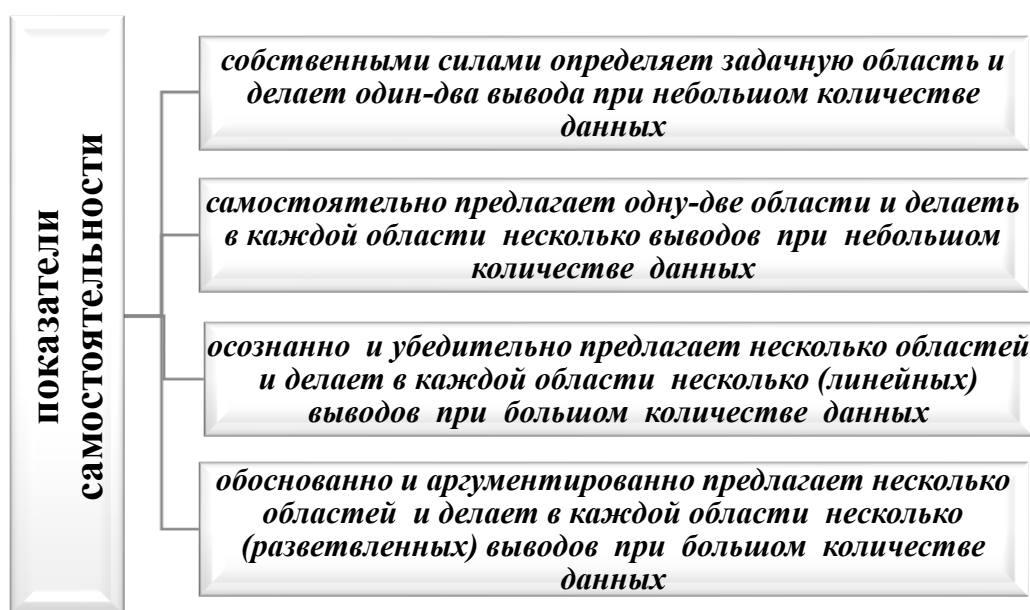 показатели
самостоятельности
собственными силами определяет задачную область и
делает один-два вывода при небольшом количестве
данных
самостоятельно предлагает одну-две области и делаеть
в каждой области несколько выводов при небольшом
количестве данных
осознанно и убедительно предлагает несколько областей
и делает в каждой области несколько (линейных)
выводов при большом количестве данных
обоснованно и аргументированно предлагает несколько
областей и делает в каждой области несколько
(разветвленных) выводов при большом количестве
данных